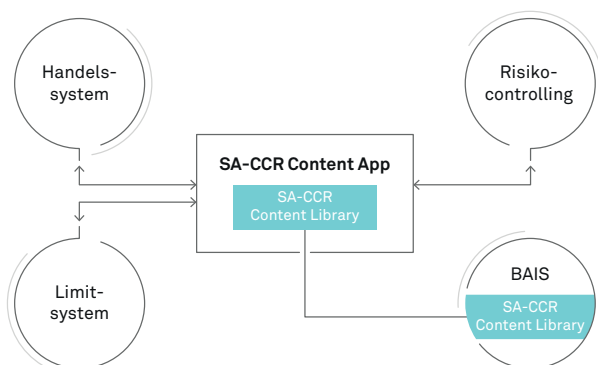 Handels-
system
Risiko-
controlling
SA-CCR Content App
SA-CCR
Content Library
Limit-
system
BAIS
SA-CCR
Content Library